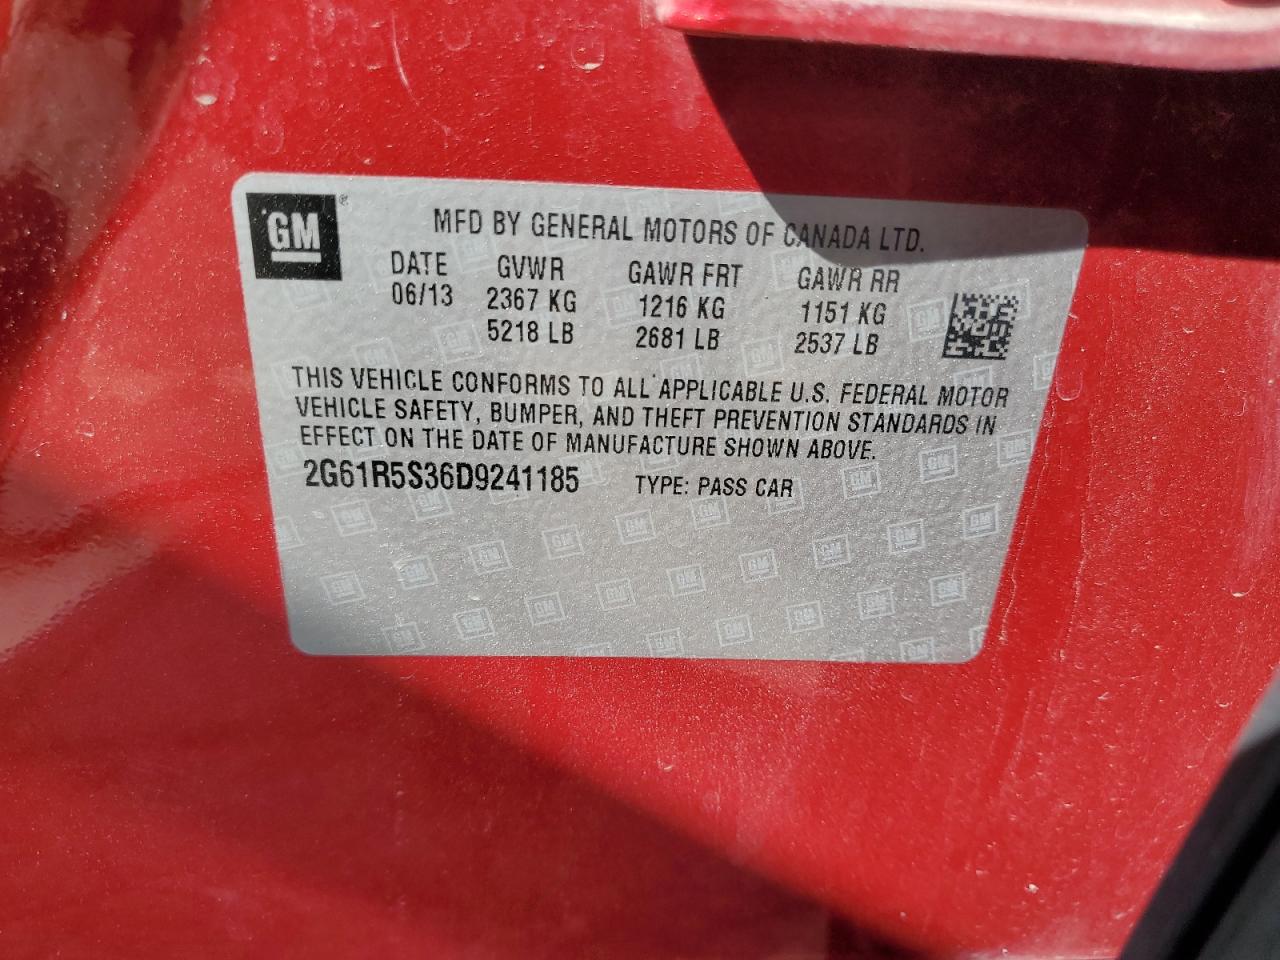 GM ®
MFD BY GENERAL MOTORS OF CANADA LTD.
DATE GVWR GAWR FRT GAWR RR
06/13 2367 KG 1216 KG 1151 KG
5218 LB 2681 LB 2537 LB
THIS VEHICLE CONFORMS TO ALL APPLICABLE U.S. FEDERAL MOTOR
VEHICLE SAFETY, BUMPER, AND THEFT PREVENTION STANDARDS IN
EFFECT ON THE DATE OF MANUFACTURE SHOWN ABOVE.
2G61R5S36D9241185 TYPE: PASS CAR